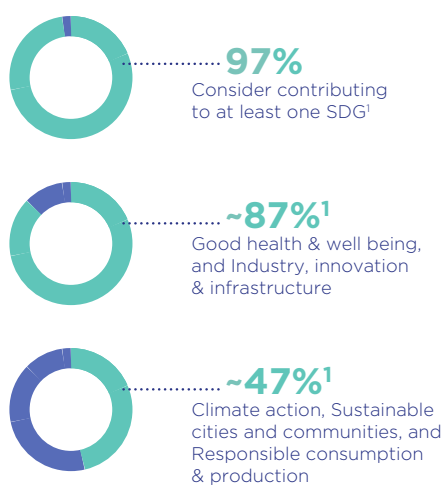 97%
Consider contributing
to at least one SDG¹
~87%¹
Good health & well being,
and Industry, innovation
& infrastructure
~47%¹
Climate action, Sustainable
cities and communities, and
Responsible consumption
& production